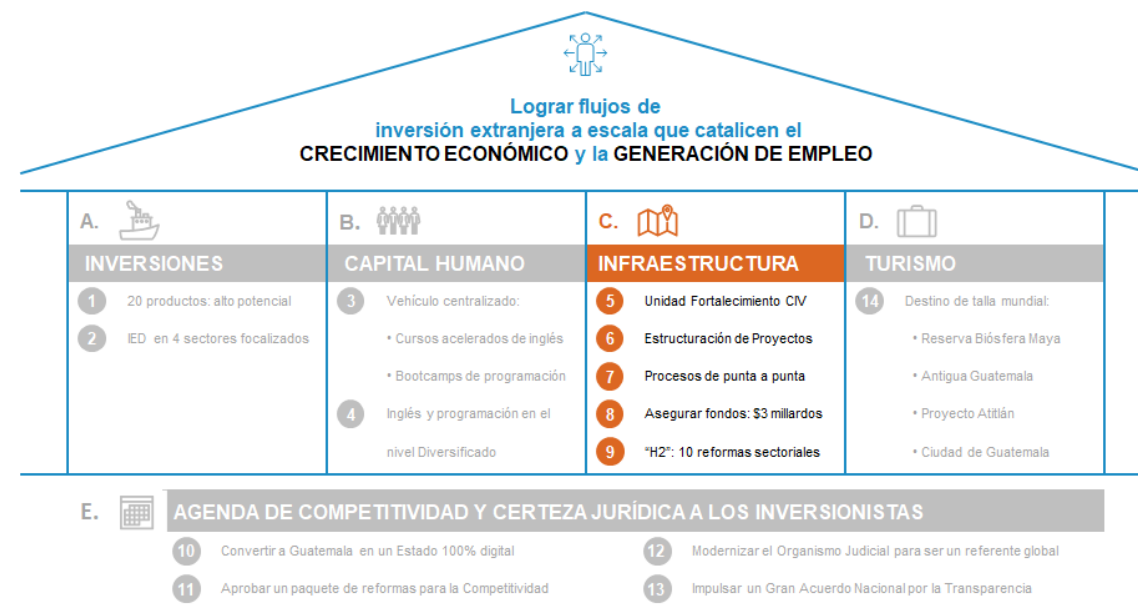 Lograr flujos de
inversión extranjera a escala que catalicen el
CRECIMIENTO ECONÓMICO y la GENERACIÓN DE EMPLEO
A.
INVERSIONES
1 20 productos: alto potencial
2 IED en 4 sectores focalizados
B.
CAPITAL HUMANO
3 Vehículo centralizado:
• Cursos acelerados de inglés
• Bootcamps de programación
4 Inglés y programación en el
nivel Diversificado
C.
INFRAESTRUCTURA
5 Unidad Fortalecimiento CIV
6 Estructuración de Proyectos
7 Procesos de punta a punta
8 Asegurar fondos: $3 millardos
9 “H2”: 10 reformas sectoriales
D.
TURISMO
14 Destino de talla mundial:
• Reserva Biósfera Maya
• Antigua Guatemala
• Proyecto Atitlán
• Ciudad de Guatemala
E. AGENDA DE COMPETITIVIDAD Y CERTEZA JURÍDICA A LOS INVERSIONISTAS
10 Convertir a Guatemala en un Estado 100% digital
11 Aprobar un paquete de reformas para la Competitividad
12 Modernizar el Organismo Judicial para ser un referente global
13 Impulsar un Gran Acuerdo Nacional por la Transparencia